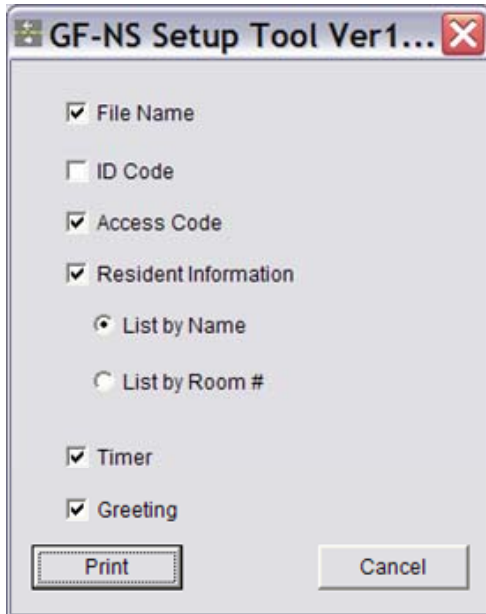 GF-NS Setup Tool Ver1...
File Name
ID Code
Access Code
Resident Information
List by Name
List by Room #
Timer
Greeting
Print Cancel